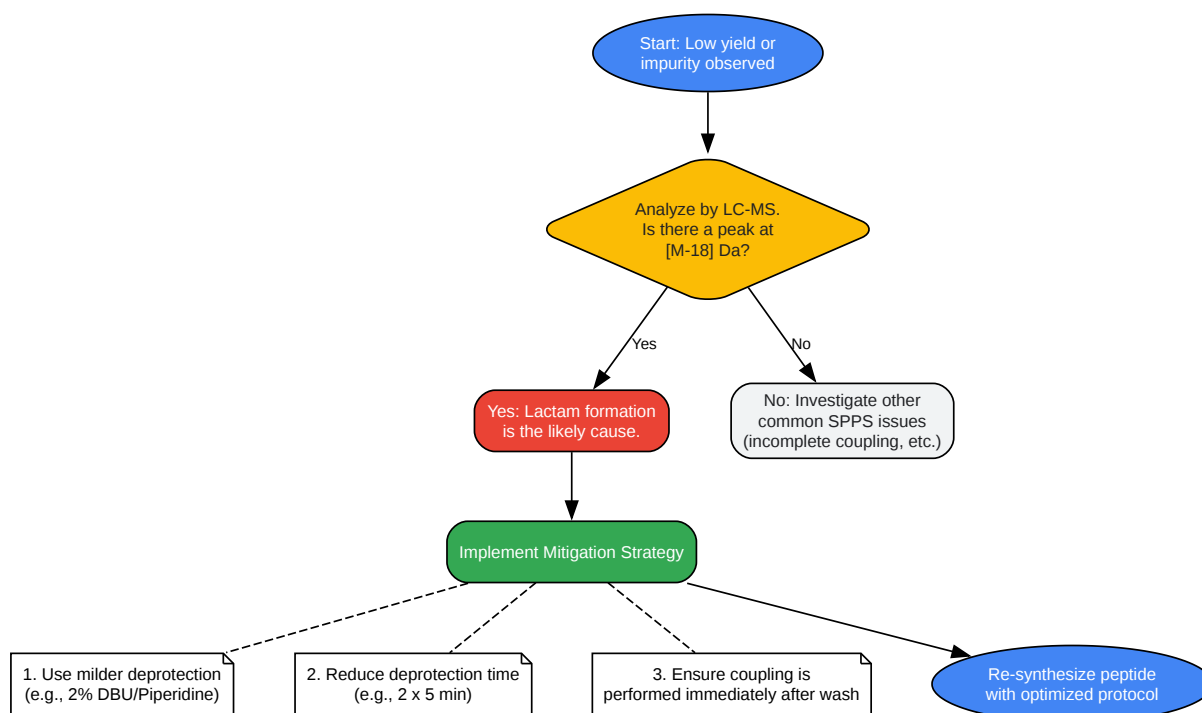 Start: Low yield or
impurity observed
Analyze by LC-MS.
Is there a peak at
[M-18] Da?
Yes
No
Yes: Lactam formation
is the likely cause.
No: Investigate other
common SPPS issues
(incomplete coupling, etc.)
Implement Mitigation Strategy
1. Use milder deprotection
(e.g., 2% DBU/Piperidine)
2. Reduce deprotection time
(e.g., 2 x 5 min)
3. Ensure coupling is
performed immediately after wash
Re-synthesize peptide
with optimized protocol